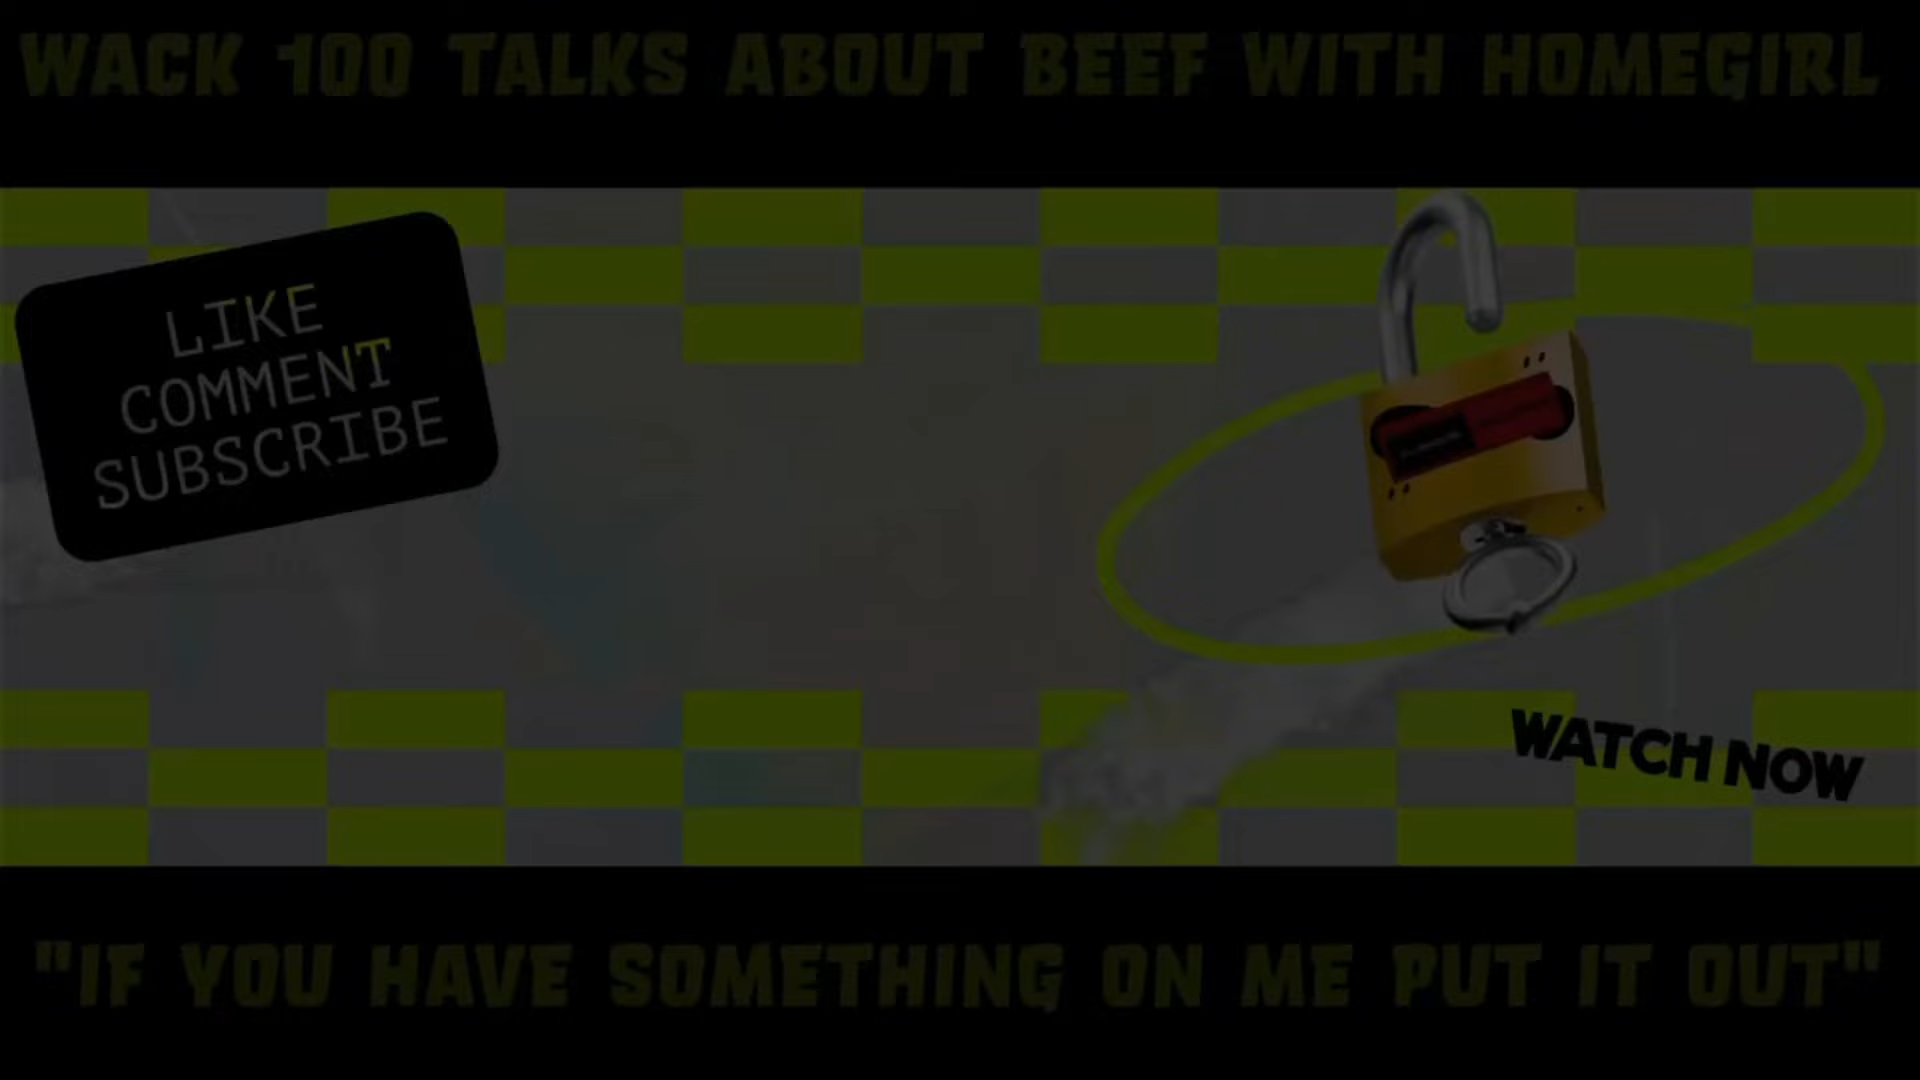 WACK 100 TALKS ABOUT BEEF WITH HOMEGIRL
LIKE
COMMENT
SUBSCRIBE
WATCH NOW
"IF YOU HAVE SOMETHING ON ME PUT IT OUT"